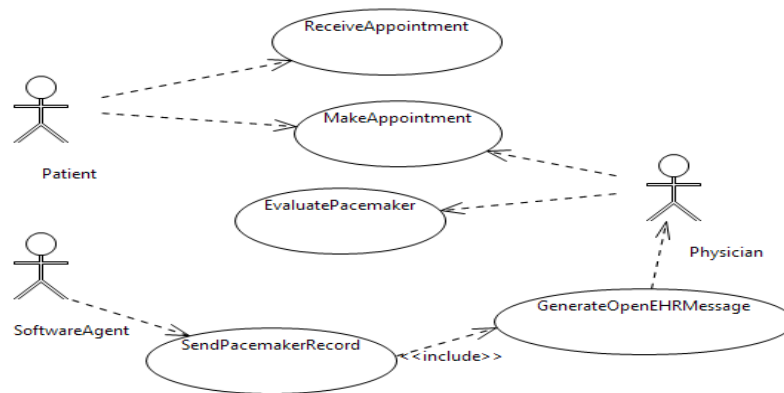 ReceiveAppointment
MakeAppointment
Patient
EvaluatePacemaker
Physician
SoftwareAgent
GenerateOpenEHRMessage
SendPacemakerRecord
<<include>>